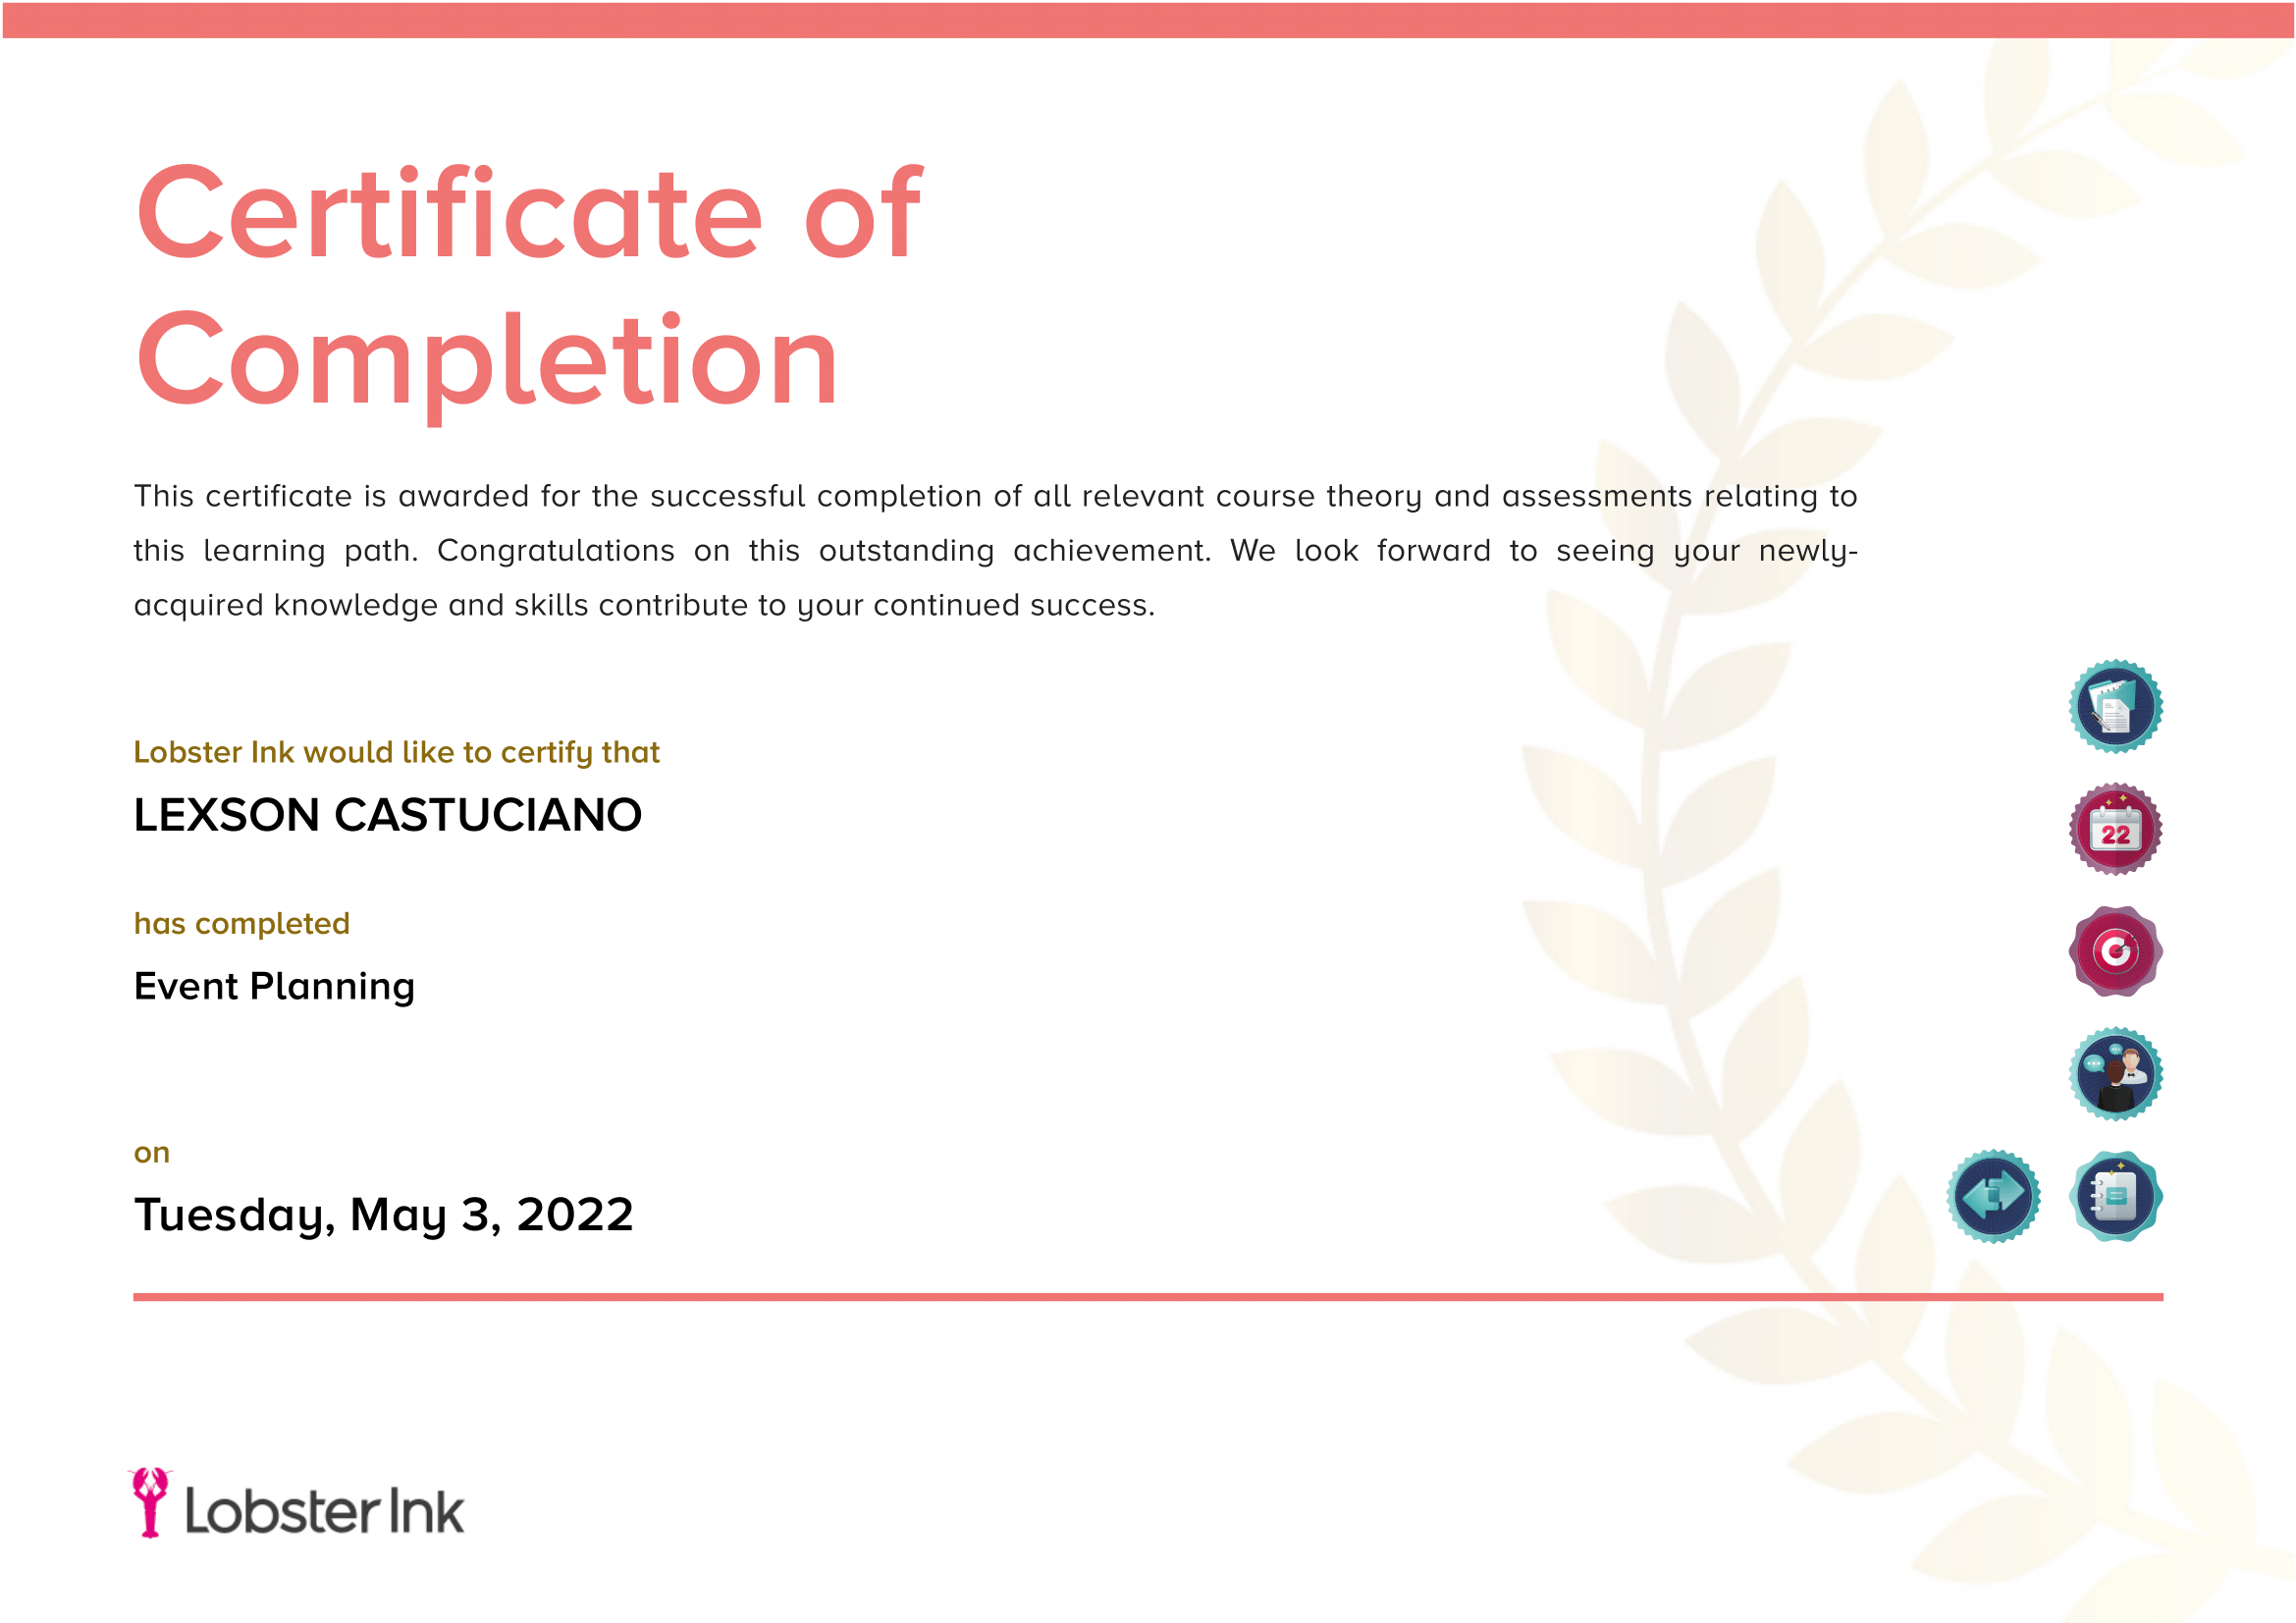 Certificate of
Completion
This certificate is awarded for the successful completion of all relevant course theory and assessments relating to
this learning path. Congratulations on this outstanding achievement. We look forward to seeing your newly-
acquired knowledge and skills contribute to your continued success.
Lobster Ink would like to certify that
LEXSON CASTUCIANO
22
has completed
Event Planning
on
Tuesday, May 3, 2022
Lobster Ink